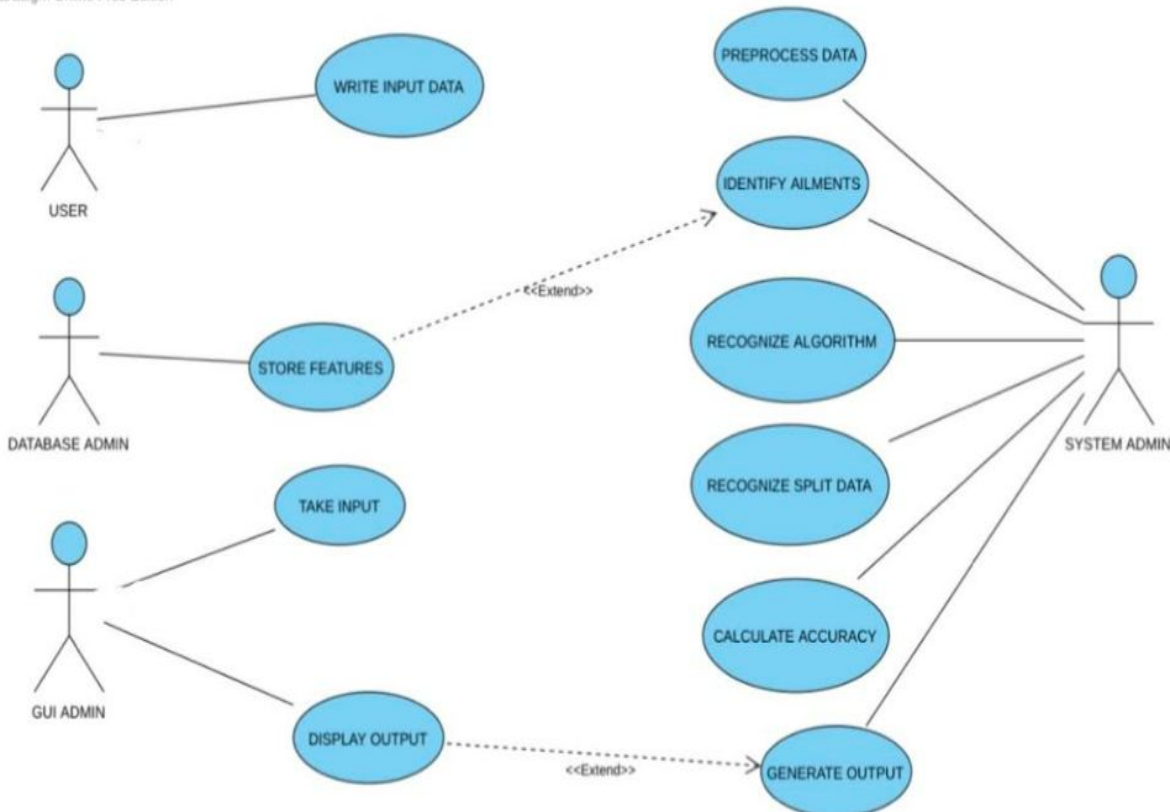 PREPROCESS DATA
WRITE INPUT DATA
IDENTIFY AILMENTS
USER
<<Extend>>
RECOGNIZE ALGORITHM
STORE FEATURES
DATABASE ADMIN
SYSTEM ADMIN
RECOGNIZE SPLIT DATA
TAKE INPUT
CALCULATE ACCURACY
GUI ADMIN
DISPLAY OUTPUT
<<Extend>>
GENERATE OUTPUT